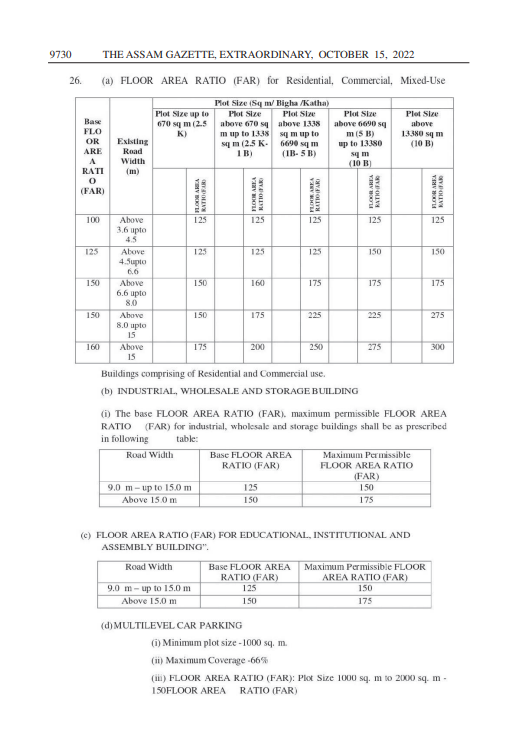 9730 THE ASSAM GAZETTE, EXTRAORDINARY, OCTOBER 15, 2022
26. (a) FLOOR AREA RATIO (FAR) for Residential, Commercial, Mixed-Use
Plot Size (Sq m/ Bigha /Katha)
Base
FLO
OR
ARE
A
RATI
O
(FAR)
Existing
Road
Width
(m)
Plot Size up to
670 sq m (2.5
K)
Plot Size
above 670 sq
m up to 1338
sq m (2.5 K-
1 B)
Plot Size
above 1338
sq m up to
6690 sq m
(1B- 5 B)
Plot Size
above 6690 sq
m (5 B)
up to 13380
sq m
(10 B)
Plot Size
above
13380 sq m
(10 B)
FLOOR AREA
RATIO (FAR)
FLOOR AREA
RATIO (FAR)
FLOOR AREA
RATIO (FAR)
FLOOR AREA
RATIO (FAR)
FLOOR AREA
RATIO (FAR)
100 Above 125 125 125 125 125
3.6 upto
4.5
125 Above 125 125 125 150 150
4.5upto
6.6
150 Above 150 160 175 175 175
6.6 upto
8.0
150 Above 150 175 225 225 275
8.0 upto
15
160 Above 175 200 250 275 300
15
Buildings comprising of Residential and Commercial use.
(b) INDUSTRIAL, WHOLESALE AND STORAGE BUILDING
(i) The base FLOOR AREA RATIO (FAR), maximum permissible FLOOR AREA
RATIO (FAR) for industrial, wholesale and storage buildings shall be as prescribed
in following table:
Road Width Base FLOOR AREA Maximum Permissible
RATIO (FAR) FLOOR AREA RATIO
(FAR)
9.0 m – up to 15.0 m 125 150
Above 15.0 m 150 175
(c) FLOOR AREA RATIO (FAR) FOR EDUCATIONAL, INSTITUTIONAL AND
ASSEMBLY BUILDING”.
Road Width Base FLOOR AREA Maximum Permissible FLOOR
RATIO (FAR) AREA RATIO (FAR)
9.0 m – up to 15.0 m 125 150
Above 15.0 m 150 175
(d)MULTILEVEL CAR PARKING
(i) Minimum plot size -1000 sq. m.
(ii) Maximum Coverage -66%
(iii) FLOOR AREA RATIO (FAR): Plot Size 1000 sq. m to 2000 sq. m -
150FLOOR AREA RATIO (FAR)